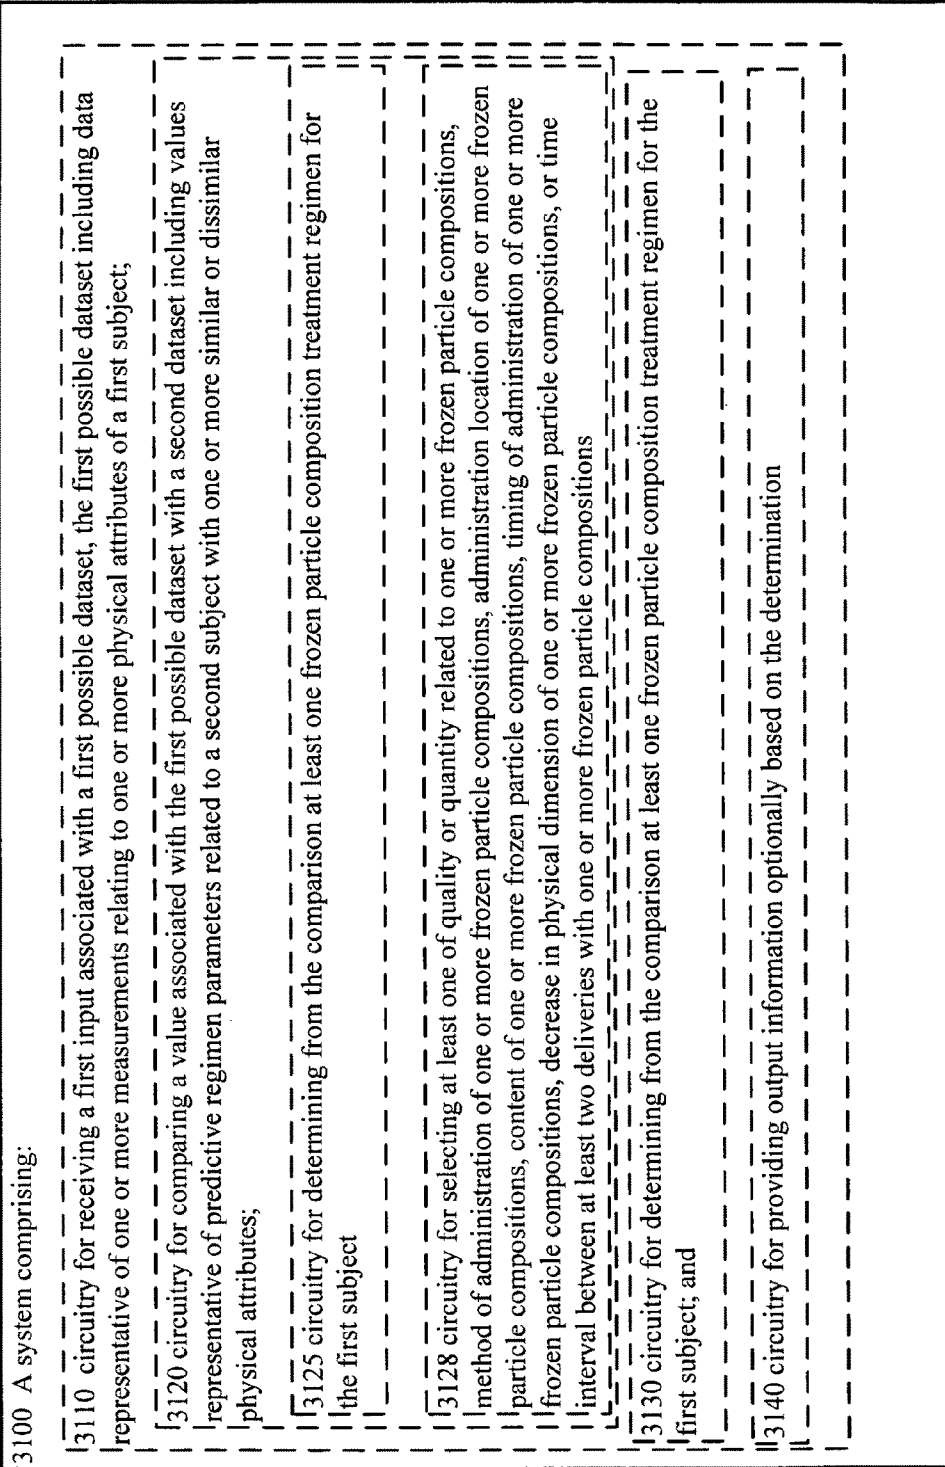 3100 A system comprising:
3110 circuitry for receiving a first input associated with a first possible dataset, the first possible dataset including data
representative of one or more measurements relating to one or more physical attributes of a first subject;
3120 circuitry for comparing a value associated with the first possible dataset with a second dataset including values
representative of predictive regimen parameters related to a second subject with one or more similar or dissimilar
physical attributes;
3125 circuitry for determining from the comparison at least one frozen particle composition treatment regimen for
the first subject
3128 circuitry for selecting at least one of quality or quantity related to one or more frozen particle compositions,
method of administration of one or more frozen particle compositions, administration location of one or more frozen
particle compositions, content of one or more frozen particle compositions, timing of administration of one or more
frozen particle compositions, decrease in physical dimension of one or more frozen particle compositions, or time
interval between at least two deliveries with one or more frozen particle compositions
3130 circuitry for determining from the comparison at least one frozen particle composition treatment regimen for the
first subject; and
3140 circuitry for providing output information optionally based on the determination